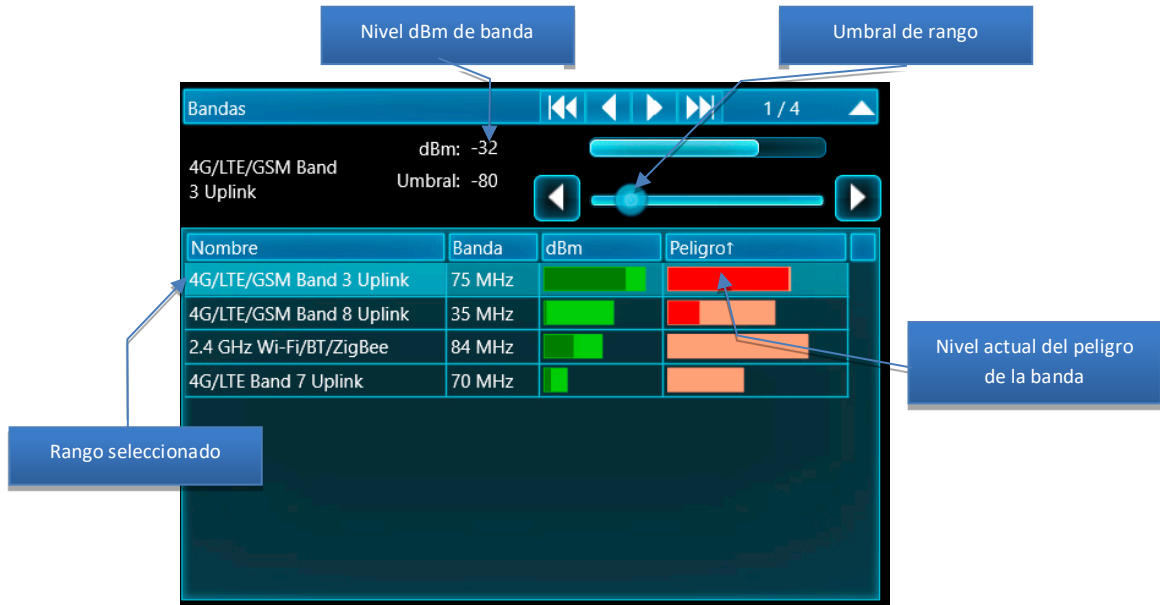 Nivel dBm de banda
Umbral de rango
Bandas
1 / 4
dBm: -32
4G/LTE/GSM Band
3 Uplink
Umbral: -80
Nombre Banda dBm Peligro↑
4G/LTE/GSM Band 3 Uplink 75 MHz
4G/LTE/GSM Band 8 Uplink 35 MHz
2.4 GHz Wi-Fi/BT/ZigBee 84 MHz
4G/LTE Band 7 Uplink 70 MHz
Nivel actual del peligro
de la banda
Rango seleccionado